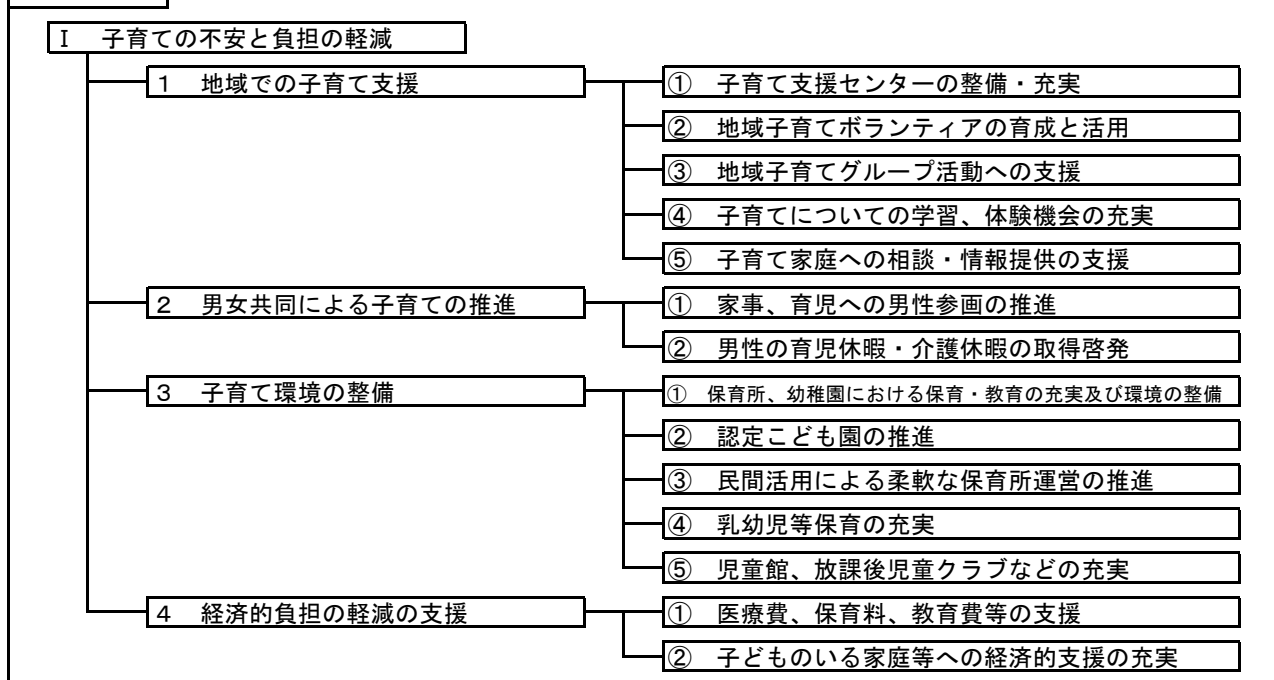 Ⅰ　子育ての不安と負担の軽減
１　地域での子育て支援
①　子育て支援センターの整備・充実
②　地域子育てボランティアの育成と活用
③　地域子育てグループ活動への支援
④　子育てについての学習、体験機会の充実
⑤　子育て家庭への相談・情報提供の支援
２　男女共同による子育ての推進
①　家事、育児への男性参画の推進
②　男性の育児休暇・介護休暇の取得啓発
３　子育て環境の整備
①　保育所、幼稚園における保育・教育の充実及び環境の整備
②　認定こども園の推進
③　民間活用による柔軟な保育所運営の推進
④　乳幼児等保育の充実
⑤　児童館、放課後児童クラブなどの充実
４　経済的負担の軽減の支援
①　医療費、保育料、教育費等の支援
②　子どものいる家庭等への経済的支援の充実